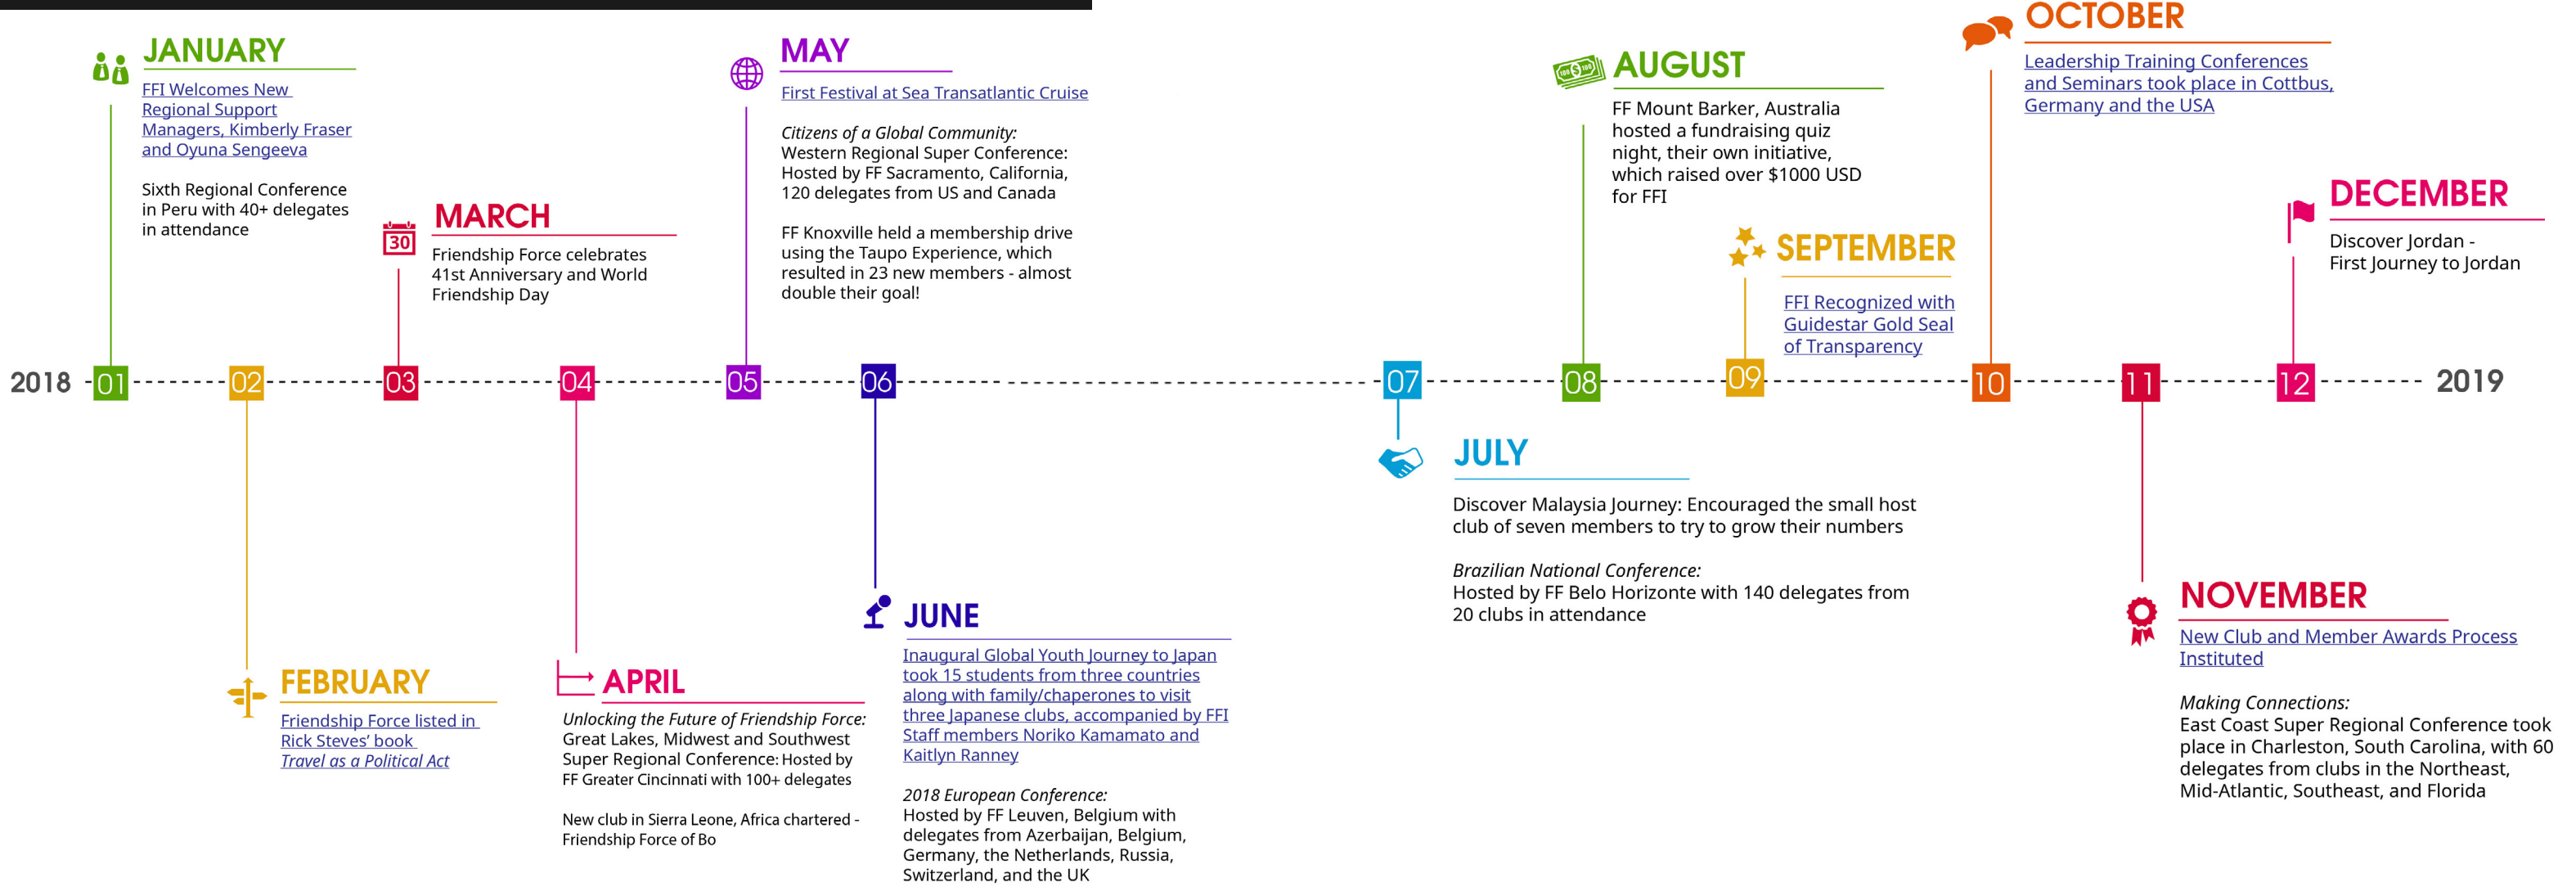 JANUARY
FFI Welcomes New
Regional Support
Managers, Kimberly Fraser
and Oyuna Sengeeva
Sixth Regional Conference
in Peru with 40+ delegates
in attendance
30
MARCH
Friendship Force celebrates
41st Anniversary and World
Friendship Day
MAY
First Festival at Sea Transatlantic Cruise
Citizens of a Global Community:
Western Regional Super Conference:
Hosted by FF Sacramento, California,
120 delegates from US and Canada
FF Knoxville held a membership drive
using the Taupo Experience, which
resulted in 23 new members - almost
double their goal!
100 $ 100
AUGUST
FF Mount Barker, Australia
hosted a fundraising quiz
night, their own initiative,
which raised over $1000 USD
for FFI
SEPTEMBER
FFI Recognized with
Guidestar Gold Seal
of Transparency
OCTOBER
Leadership Training Conferences
and Seminars took place in Cottbus,
Germany and the USA
DECEMBER
Discover Jordan -
First Journey to Jordan
2018 01 02 03 04 05 06 07 08 09 10 11 12 2019
FEBRUARY
Friendship Force listed in
Rick Steves’ book
Travel as a Political Act
APRIL
Unlocking the Future of Friendship Force:
Great Lakes, Midwest and Southwest
Super Regional Conference: Hosted by
FF Greater Cincinnati with 100+ delegates
New club in Sierra Leone, Africa chartered -
Friendship Force of Bo
JUNE
Inaugural Global Youth Journey to Japan
took 15 students from three countries
along with family/chaperones to visit
three Japanese clubs, accompanied by FFI
Staff members Noriko Kamamato and
Kaitlyn Ranney
2018 European Conference:
Hosted by FF Leuven, Belgium with
delegates from Azerbaijan, Belgium,
Germany, the Netherlands, Russia,
Switzerland, and the UK
JULY
Discover Malaysia Journey: Encouraged the small host
club of seven members to try to grow their numbers
Brazilian National Conference:
Hosted by FF Belo Horizonte with 140 delegates from
20 clubs in attendance
NOVEMBER
New Club and Member Awards Process
Instituted
Making Connections:
East Coast Super Regional Conference took
place in Charleston, South Carolina, with 60
delegates from clubs in the Northeast,
Mid-Atlantic, Southeast, and Florida